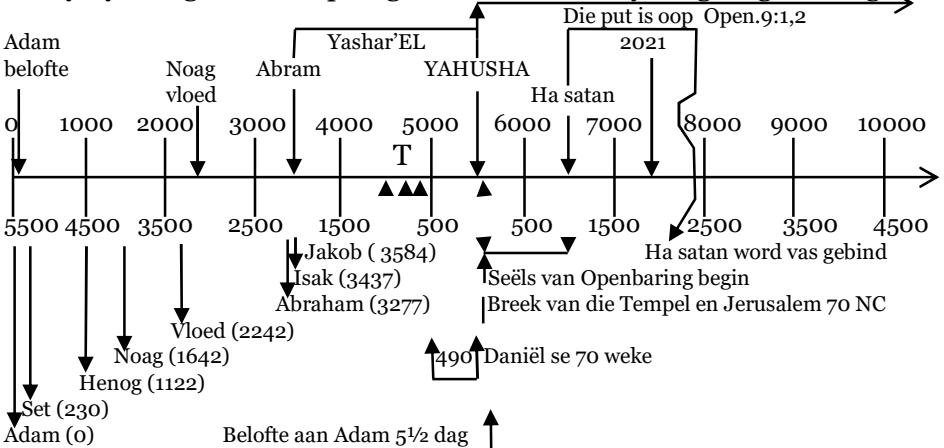 Die put is oop Open.9:1,2
Adam
belofte
Yashar'EL
2021
Noag
vloed
Abram
YAHUSHA
Ha satan
0 1000 2000 3000 4000 5000 6000 7000 8000 9000 10000
T
5500 4500 3500 2500 1500 500 500 1500 2500 3500 4500
Jakob ( 3584)
Ha satan word vas gebind
Isak (3437)
Seëls van Openbaring begin
Abraham (3277)
Breek van die Tempel en Jerusalem 70 NC
Vloed (2242)
Noag (1642)
490 Daniël se 70 weke
Henog (1122)
Set (230)
Adam (0)
Belofte aan Adam 5½ dag